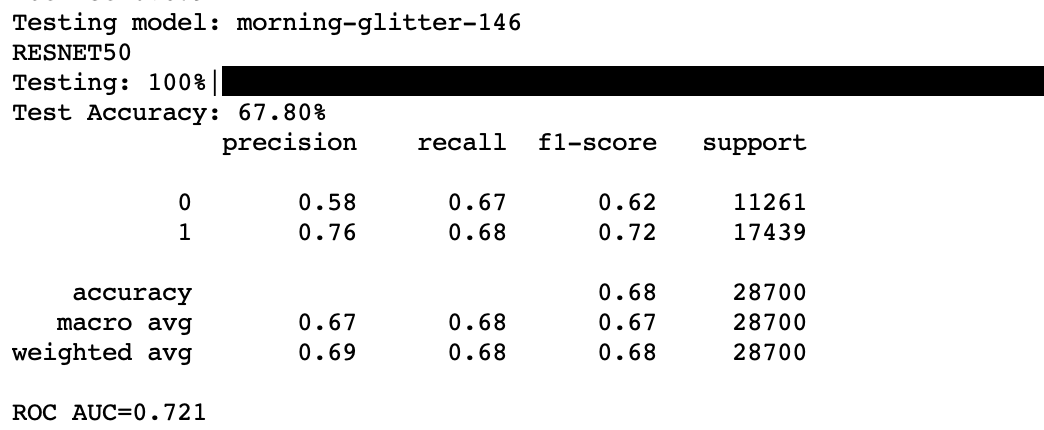 Testing model: morning-glitter-146
RESNET50
Testing: 100%|
Test Accuracy: 67.80%
precision recall f1-score support
0 0.58 0.67 0.62 11261
1 0.76 0.68 0.72 17439
accuracy 0.68 28700
macro avg 0.67 0.68 0.67 28700
weighted avg 0.69 0.68 0.68 28700
ROC AUC=0.721